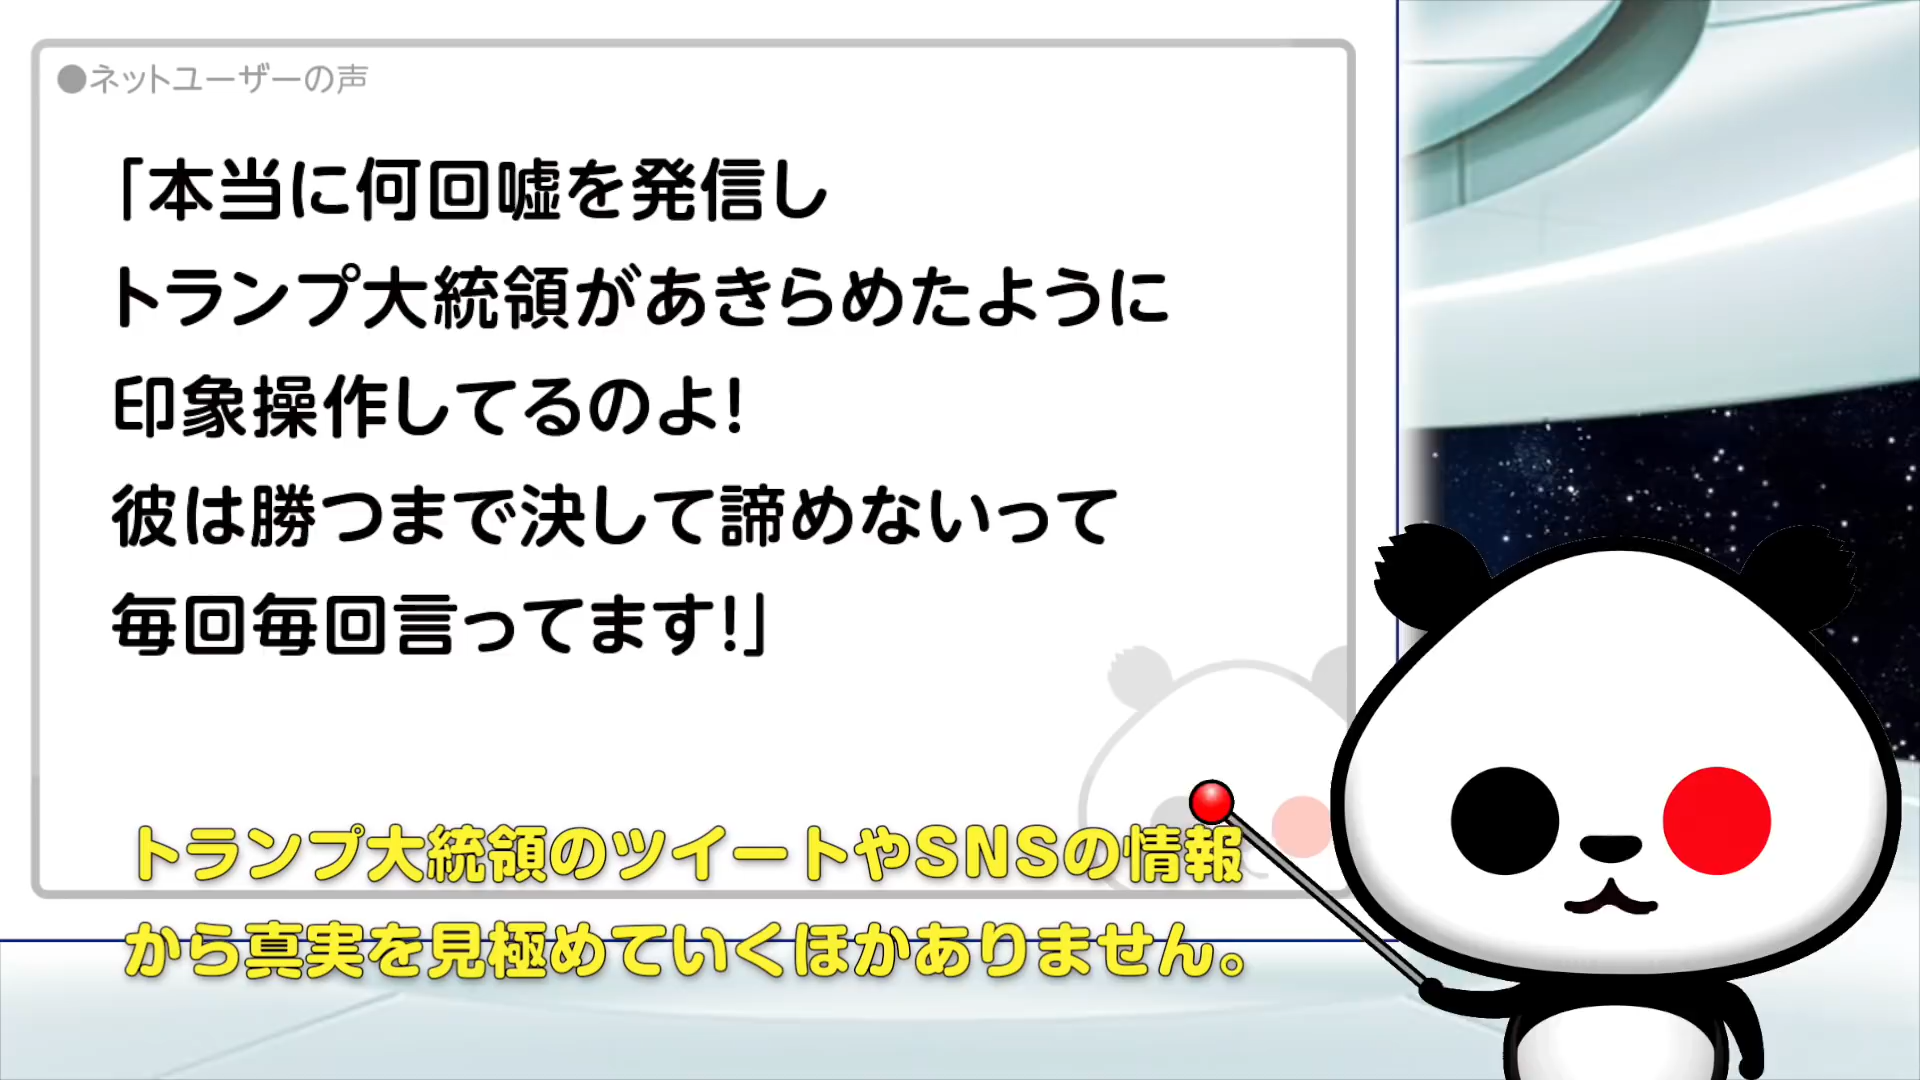 ●ネットユーザーの声
「本当に何回嘘を発信し
トランプ大統領があきらめたように
印象操作してるのよ!
彼は勝つまで決して諦めないって
毎回毎回言ってます!」
トランプ大統領のツイートやSNSの情報
から真実を見極めていくほかありません。